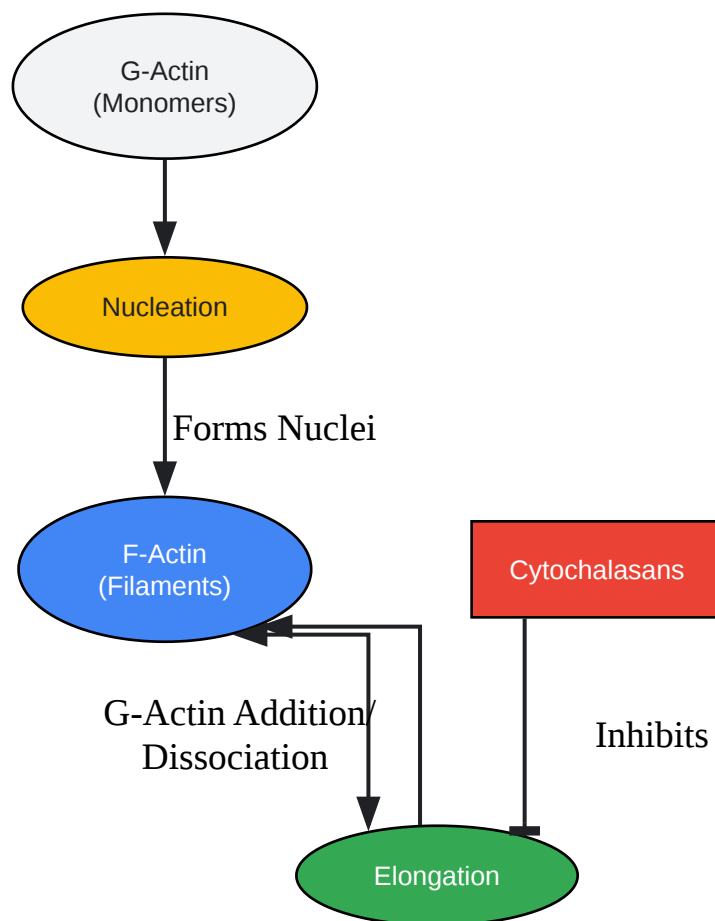 G-Actin
(Monomers)
Nucleation
Forms Nuclei
F-Actin
(Filaments)
Cytochalasans
G-Actin Addition/
Dissociation
Inhibits
Elongation